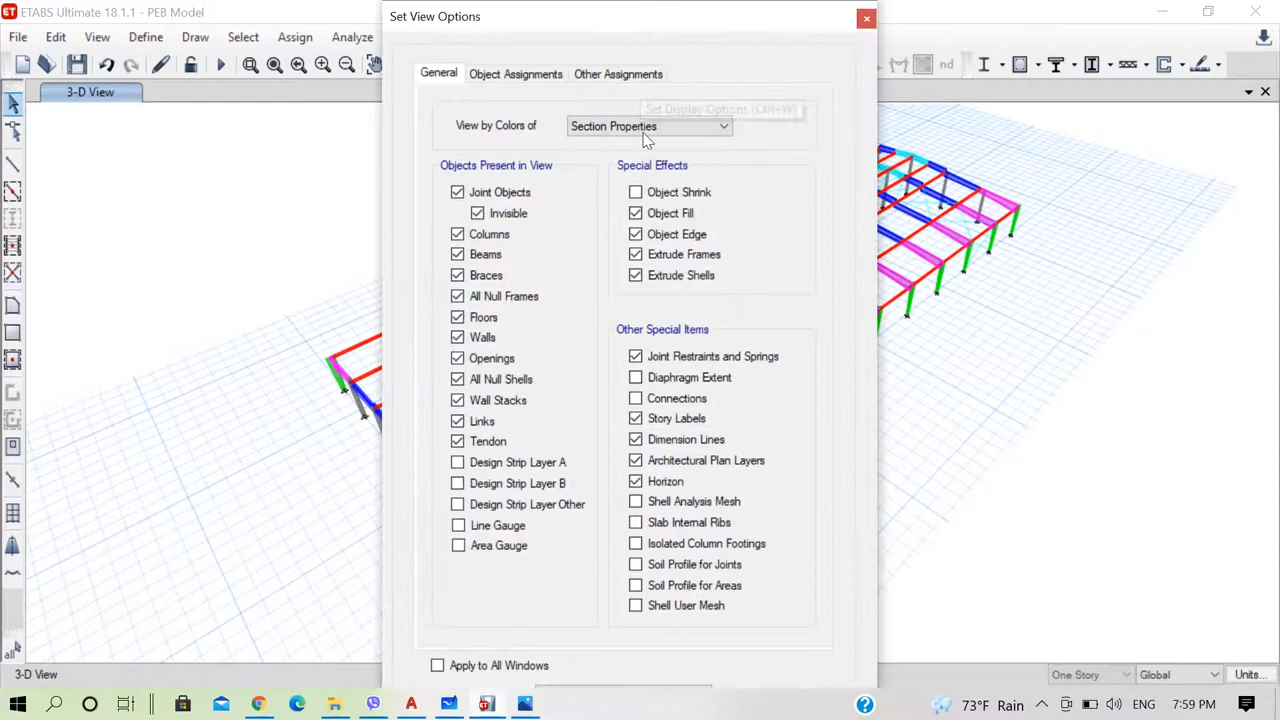 ETABS Ultimate 18.1.1 - PEB Model
Set View Options
File Edit View Define Draw Select Assign Analyze
nd
3-D View
General Object Assignments Other Assignments
Set Display Options (Ctrl+W)
View by Colors of Section Properties
Objects Present in View
Joint Objects
Invisible
Columns
Beams
Braces
All Null Frames
Floors
Walls
Openings
All Null Shells
Wall Stacks
Links
Tendon
Design Strip Layer A
Design Strip Layer B
Design Strip Layer Other
Line Gauge
Area Gauge
Special Effects
Object Shrink
Object Fill
Object Edge
Extrude Frames
Extrude Shells
Other Special Items
Joint Restraints and Springs
Diaphragm Extent
Connections
Story Labels
Dimension Lines
Architectural Plan Layers
Horizon
Shell Analysis Mesh
Slab Internal Ribs
Isolated Column Footings
Soil Profile for Joints
Soil Profile for Areas
Shell User Mesh
Apply to All Windows
all
3-D View
One Story Global Units...
73°F Rain ENG 7:59 PM